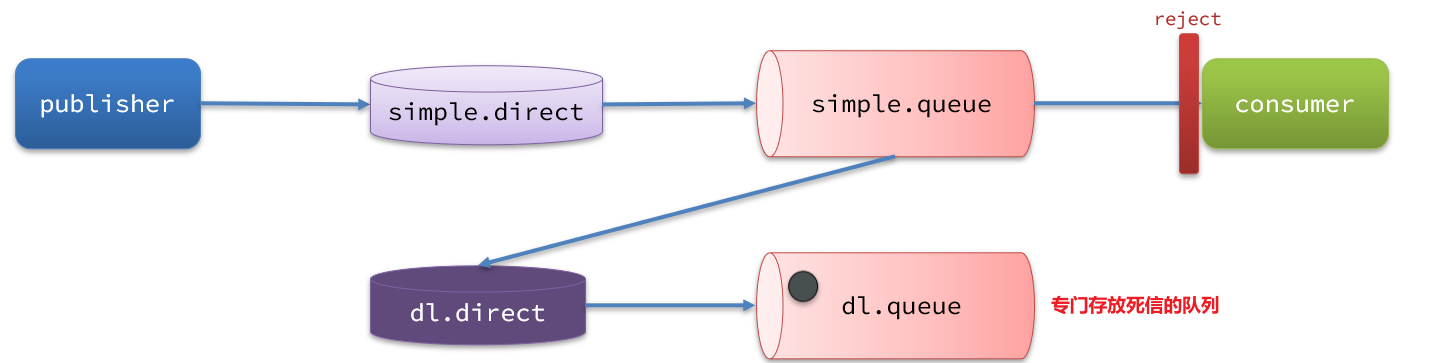 reject
publisher
simple.direct
simple.queue
consumer
dl.direct
dl.queue
专门存放死信的队列